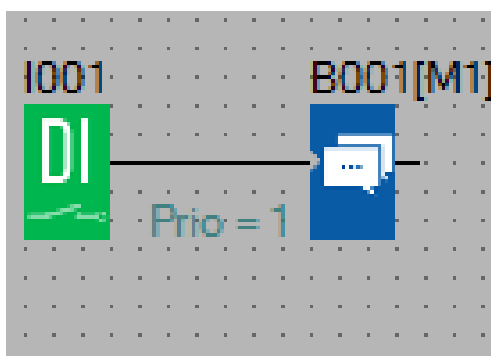 I001
B001[M1]
DI
...
Prio = 1